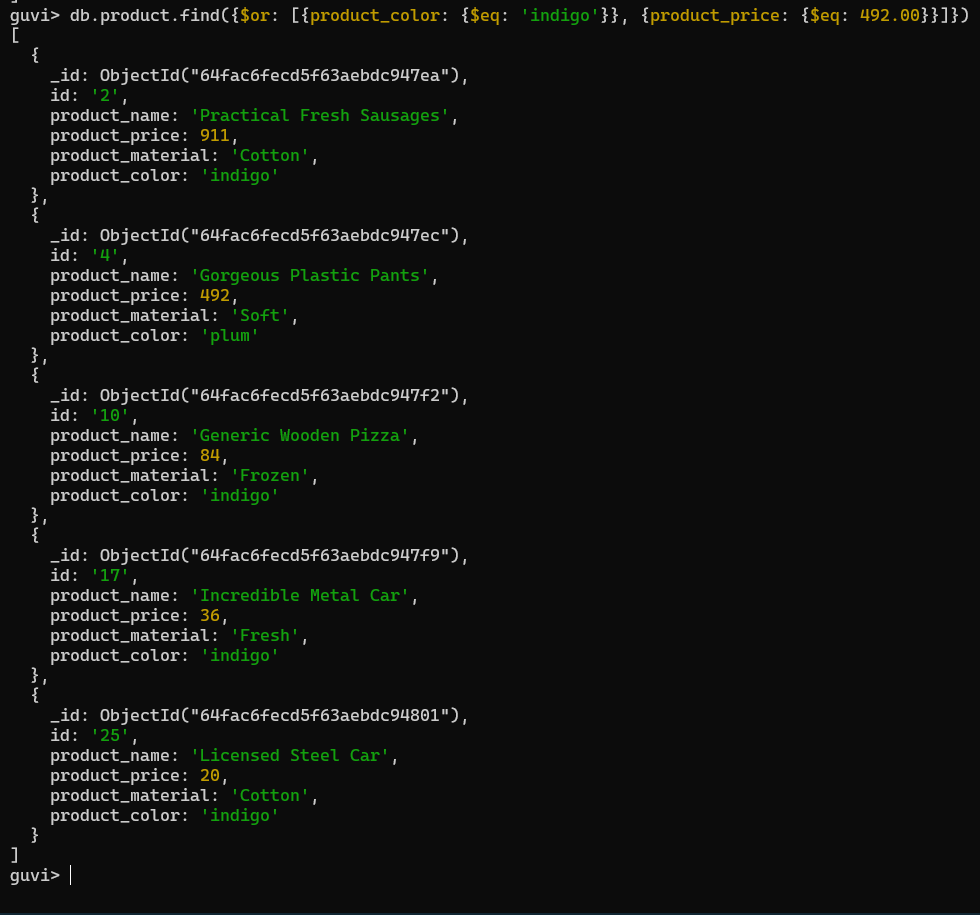 guvi> db.product.find({$or: [{product_color: {$eq: 'indigo'}}, {product_price: {$eq: 492.00}}]})
[
  {
    _id: ObjectId("64fac6fecd5f63aebdc947ea"),
    id: '2',
    product_name: 'Practical Fresh Sausages',
    product_price: 911,
    product_material: 'Cotton',
    product_color: 'indigo'
  },
  {
    _id: ObjectId("64fac6fecd5f63aebdc947ec"),
    id: '4',
    product_name: 'Gorgeous Plastic Pants',
    product_price: 492,
    product_material: 'Soft',
    product_color: 'plum'
  },
  {
    _id: ObjectId("64fac6fecd5f63aebdc947f2"),
    id: '10',
    product_name: 'Generic Wooden Pizza',
    product_price: 84,
    product_material: 'Frozen',
    product_color: 'indigo'
  },
  {
    _id: ObjectId("64fac6fecd5f63aebdc947f9"),
    id: '17',
    product_name: 'Incredible Metal Car',
    product_price: 36,
    product_material: 'Fresh',
    product_color: 'indigo'
  },
  {
    _id: ObjectId("64fac6fecd5f63aebdc94801"),
    id: '25',
    product_name: 'Licensed Steel Car',
    product_price: 20,
    product_material: 'Cotton',
    product_color: 'indigo'
  }
]
guvi>